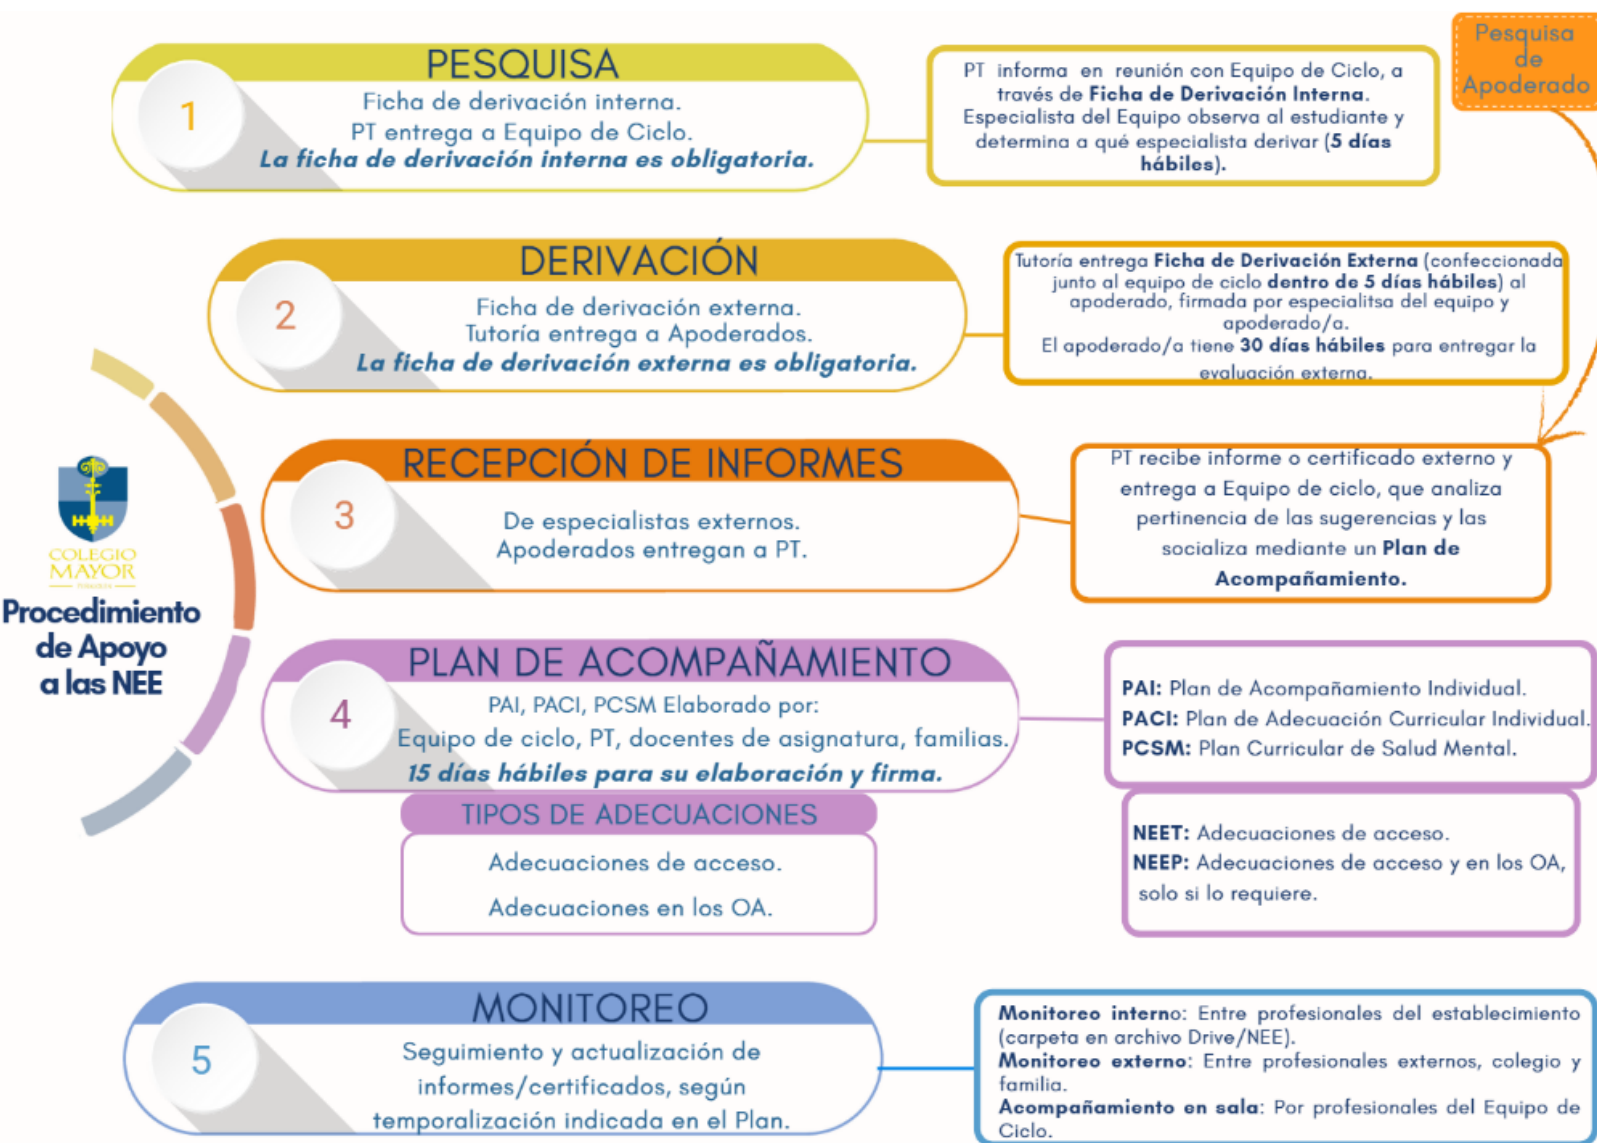 Pesquisa
de
Apoderado
PESQUISA
1
Ficha de derivación interna.
PT entrega a Equipo de Ciclo.
La ficha de derivación interna es obligatoria.
PT informa en reunión con Equipo de Ciclo, a
través de Ficha de Derivación Interna.
Especialista del Equipo observa al estudiante y
determina a qué especialista derivar (5 días
hábiles).
DERIVACIÓN
2
Ficha de derivación externa.
Tutoría entrega a Apoderados.
La ficha de derivación externa es obligatoria.
Tutoría entrega Ficha de Derivación Externa (confeccionada
junto al equipo de ciclo dentro de 5 días hábiles) al
apoderado, firmada por especialitsa del equipo y
apoderado/a.
El apoderado/a tiene 30 días hábiles para entregar la
evaluación externa.
RECEPCIÓN DE INFORMES
3
De especialistas externos.
Apoderados entregan a PT.
PT recibe informe o certificado externo y
entrega a Equipo de ciclo, que analiza
pertinencia de las sugerencias y las
socializa mediante un Plan de
Acompañamiento.
COLEGIO
MAYOR
Procedimiento
de Apoyo
a las NEE
PLAN DE ACOMPAÑAMIENTO
4
PAI, PACI, PCSM Elaborado por:
Equipo de ciclo, PT, docentes de asignatura, familias.
15 días hábiles para su elaboración y firma.
PAI: Plan de Acompañamiento Individual.
PACI: Plan de Adecuación Curricular Individual.
PCSM: Plan Curricular de Salud Mental.
TIPOS DE ADECUACIONES
Adecuaciones de acceso.
Adecuaciones en los OA.
NEET: Adecuaciones de acceso.
NEEP: Adecuaciones de acceso y en los OA,
solo si lo requiere.
MONITOREO
5
Seguimiento y actualización de
informes/certificados, según
temporalización indicada en el Plan.
Monitoreo interno: Entre profesionales del establecimiento
(carpeta en archivo Drive/NEE).
Monitoreo externo: Entre profesionales externos, colegio y
familia.
Acompañamiento en sala: Por profesionales del Equipo de
Ciclo.